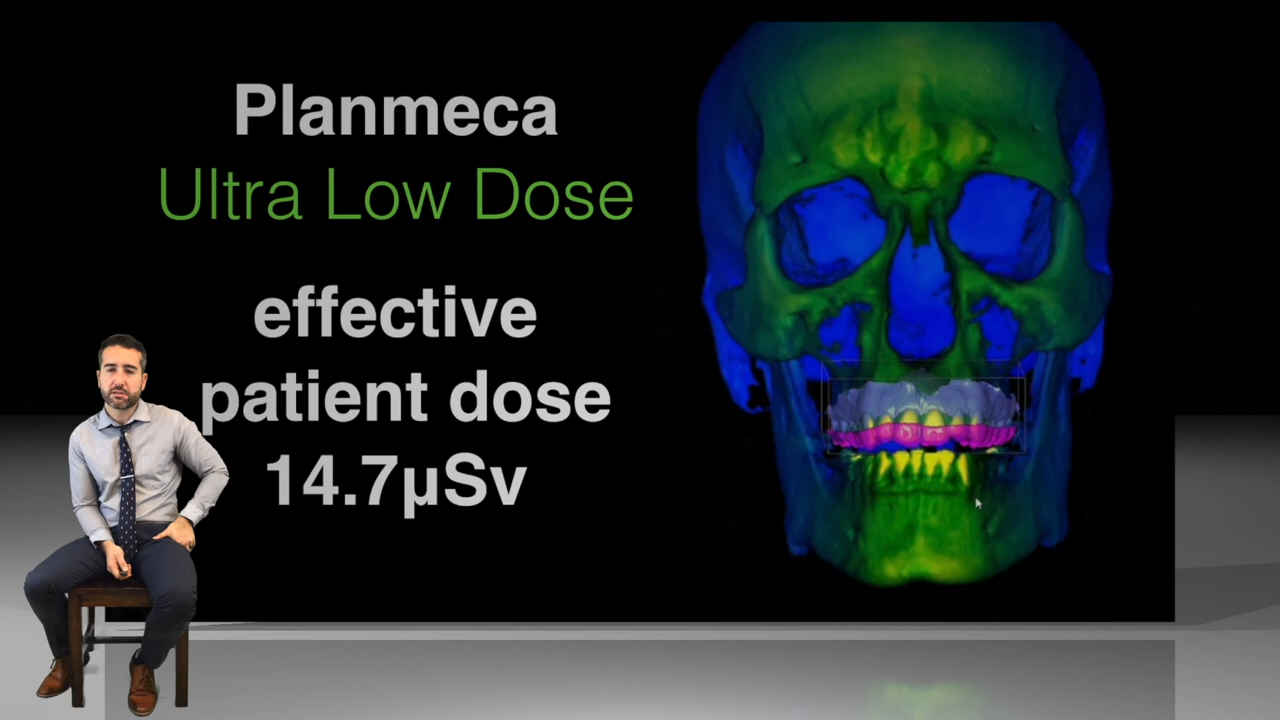 Planmeca
Ultra Low Dose
effective
patient dose
14.7µSv